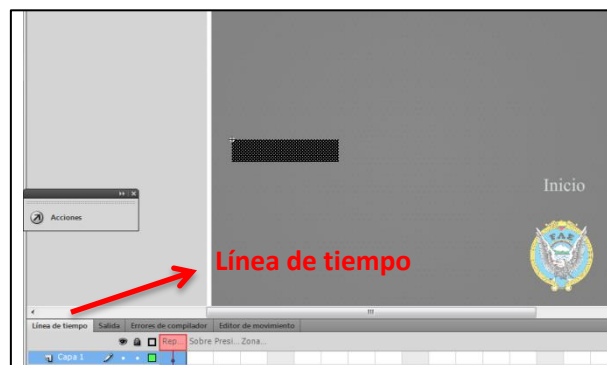 Inicio
FAE
Acciones
Línea de tiempo
Línea de tiempo Salida Errores de compilador Editor de movimiento
Rep... Sobre Presi... Zona...
Capa 1